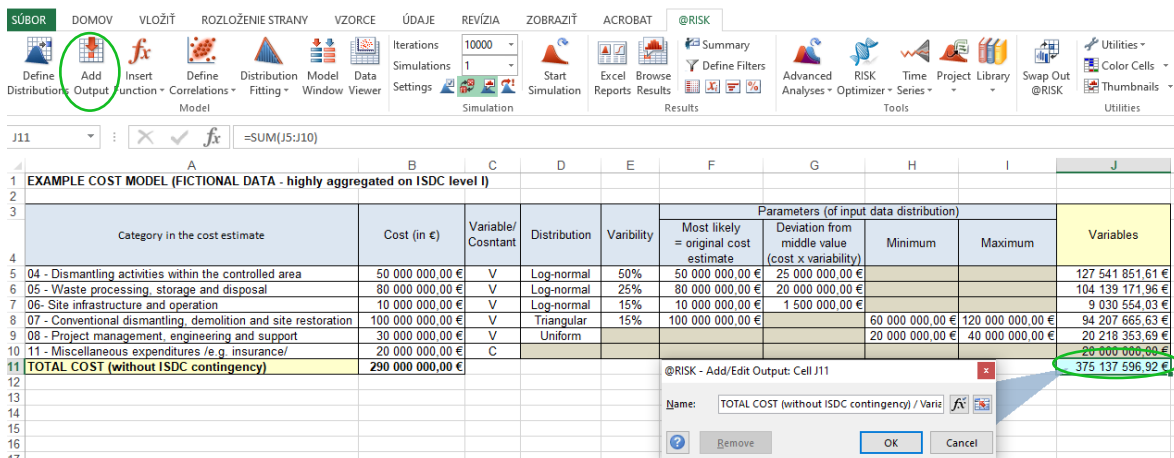 SÚBOR DOMOV VLOŽIŤ ROZLOŽENIE STRANY VZORCE ÚDAJE REVÍZIA ZOBRAZIŤ ACROBAT @RISK
Define Distributions
Add Output
Insert Function
Define Correlations
Distribution Fitting
Model Window
Data Viewer
Model
Iterations 10000
Simulations 1
Settings
Start Simulation
Simulation
Excel Reports
Browse Results
Summary
Define Filters
Results
Advanced Analyses
RISK Optimizer
Time Series
Project
Library
Tools
Swap Out @RISK
Utilities
Color Cells
Thumbnails
Utilities
J11 fx =SUM(J5:J10)
A B C D E F G H I J
1 EXAMPLE COST MODEL (FICTIONAL DATA - highly aggregated on ISDC level I)
2
3 Parameters (of input data distribution)
4 Category in the cost estimate
Cost (in €)
Variable/
Cosntant
Distribution
Varibility
Most likely
= original cost
estimate
Deviation from
middle value
(cost x variability)
Minimum
Maximum
Variables
5 04 - Dismantling activities within the controlled area 50 000 000,00 € V Log-normal 50% 50 000 000,00 € 25 000 000,00 € 127 541 851,61 €
6 05 - Waste processing, storage and disposal 80 000 000,00 € V Log-normal 25% 80 000 000,00 € 20 000 000,00 € 104 139 171,96 €
7 06- Site infrastructure and operation 10 000 000,00 € V Log-normal 15% 10 000 000,00 € 1 500 000,00 € 9 030 554,03 €
8 07 - Conventional dismantling, demolition and site restoration 100 000 000,00 € V Triangular 15% 100 000 000,00 € 60 000 000,00 € 120 000 000,00 € 94 207 665,63 €
9 08 - Project management, engineering and support 30 000 000,00 € V Uniform 20 000 000,00 € 40 000 000,00 € 20 218 353,69 €
10 11 - Miscellaneous expenditures /e.g. insurance/ 20 000 000,00 € C 20 000 000,00 €
11 TOTAL COST (without ISDC contingency) 290 000 000,00 € 375 137 596,92 €
12
13
14
15
16
17
@RISK - Add/Edit Output: Cell J11 x
Name: TOTAL COST (without ISDC contingency) / Varia fx
? Remove OK Cancel